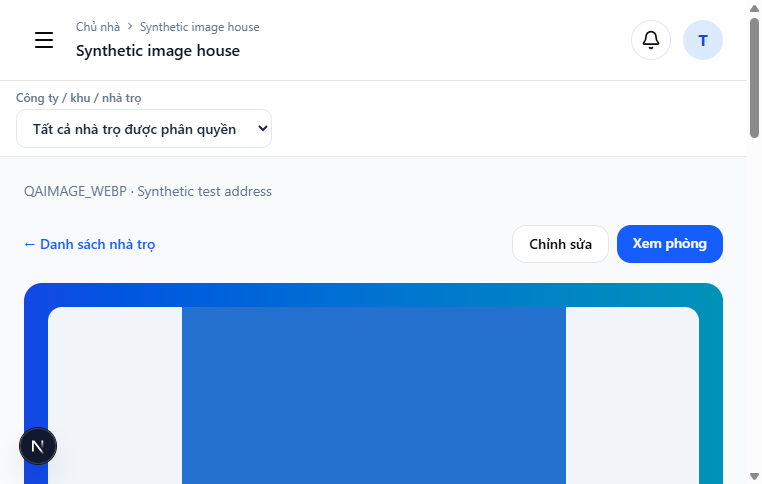 Chủ nhà > Synthetic image house
Synthetic image house
T
Công ty / khu / nhà trọ
Tất cả nhà trọ được phân quyền
QAIMAGE_WEBP · Synthetic test address
← Danh sách nhà trọ
Chỉnh sửa
Xem phòng
N